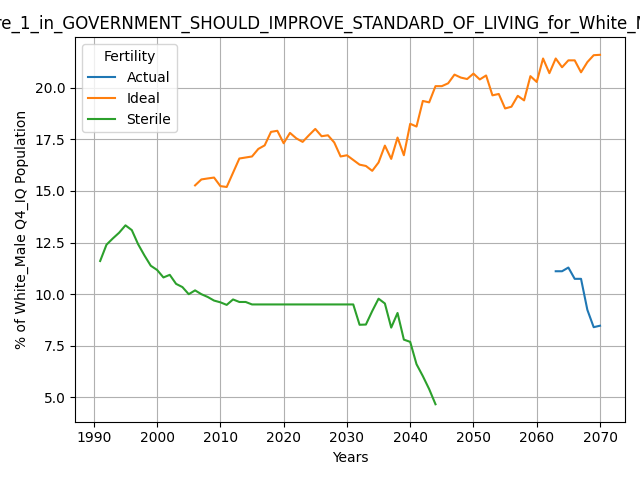 re_1_in_GOVERNMENT_SHOULD_IMPROVE_STANDARD_OF_LIVING_for_White_M
Fertility
Actual
Ideal
Sterile
% of White_Male Q4_IQ Population
20.0
17.5
15.0
12.5
10.0
7.5
5.0
1990 2000 2010 2020 2030 2040 2050 2060 2070
Years